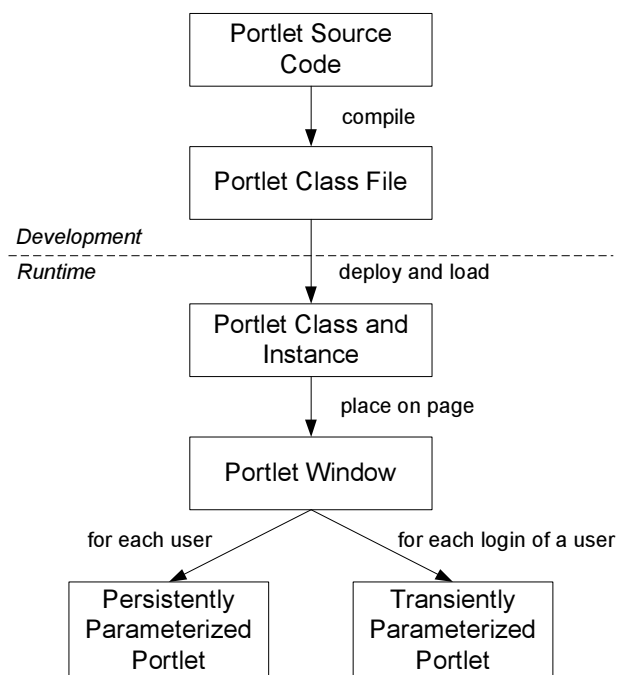 Portlet Source
Code
compile
Portlet Class File
Development
Runtime
deploy and load
Portlet Class and
Instance
place on page
Portlet Window
for each user
for each login of a user
Persistently
Parameterized
Portlet
Transiently
Parameterized
Portlet